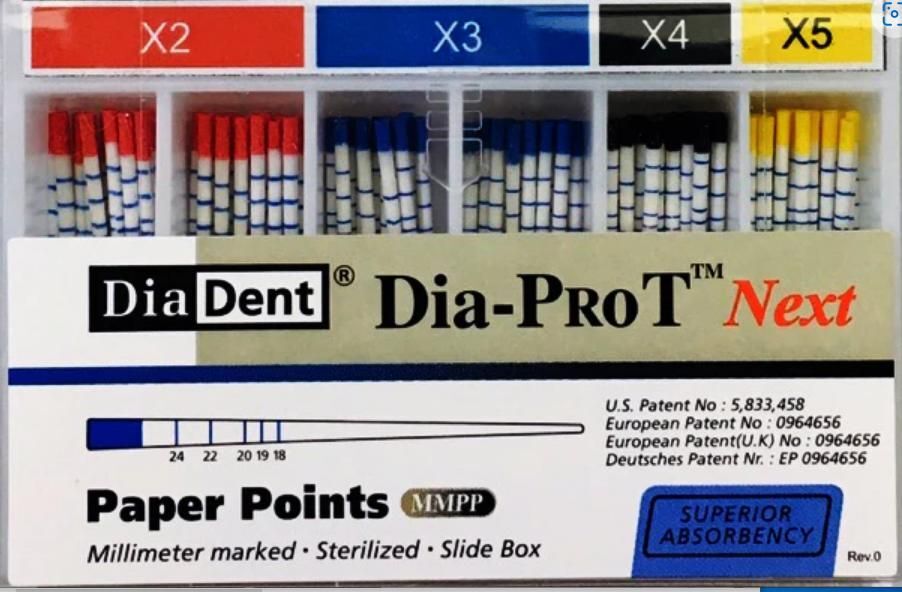 X2 X3 X4 X5
DiaDent® Dia-ProT™ Next
24 22 20 19 18
U.S. Patent No : 5,833,458
European Patent No : 0964656
European Patent(U.K) No : 0964656
Deutsches Patent Nr. : EP 0964656
Paper Points MMPP
Millimeter marked · Sterilized · Slide Box
SUPERIOR
ABSORBENCY
Rev.0